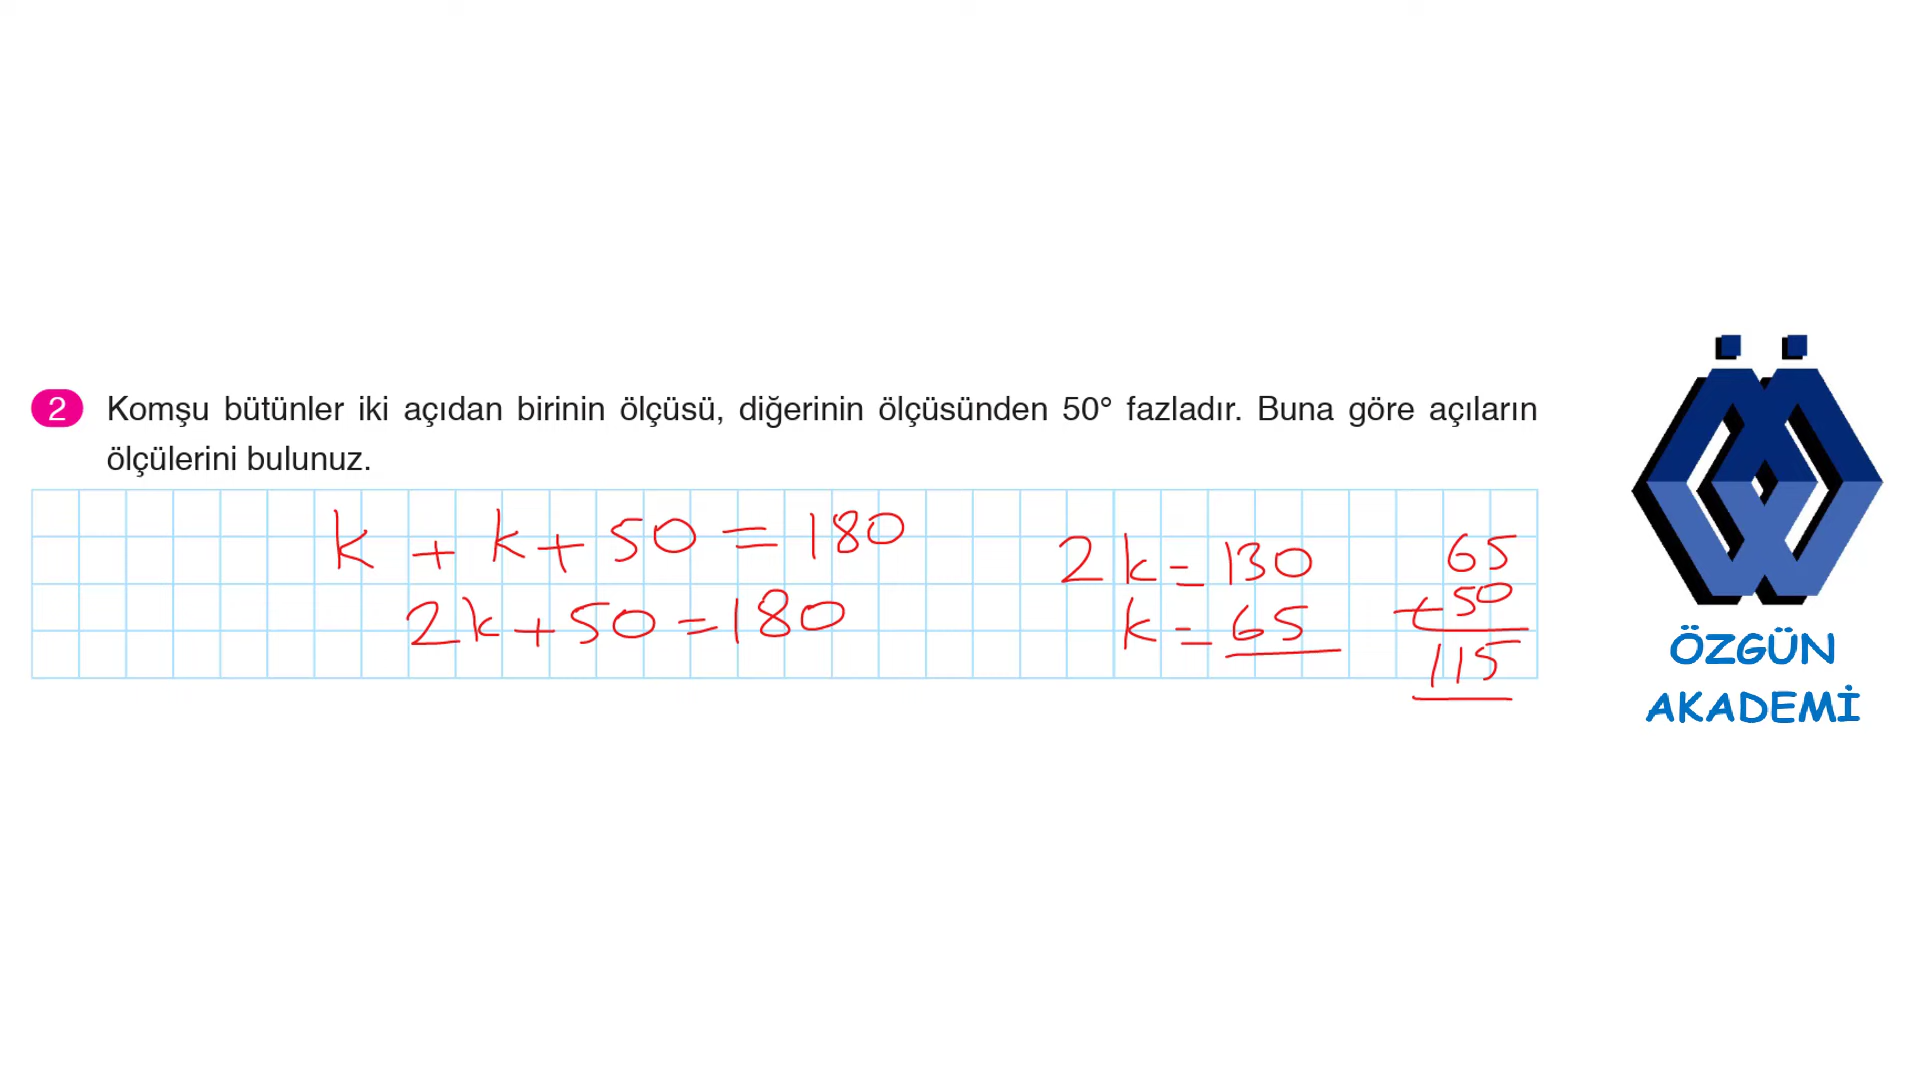 2 Komşu bütünler iki açıdan birinin ölçüsü, diğerinin ölçüsünden 50° fazladır. Buna göre açıların
ölçülerini bulunuz.
k + k + 50 = 180
2k + 50 = 180
2k = 130
k = 65
65
+ 50
115
ÖZGÜN
AKADEMİ